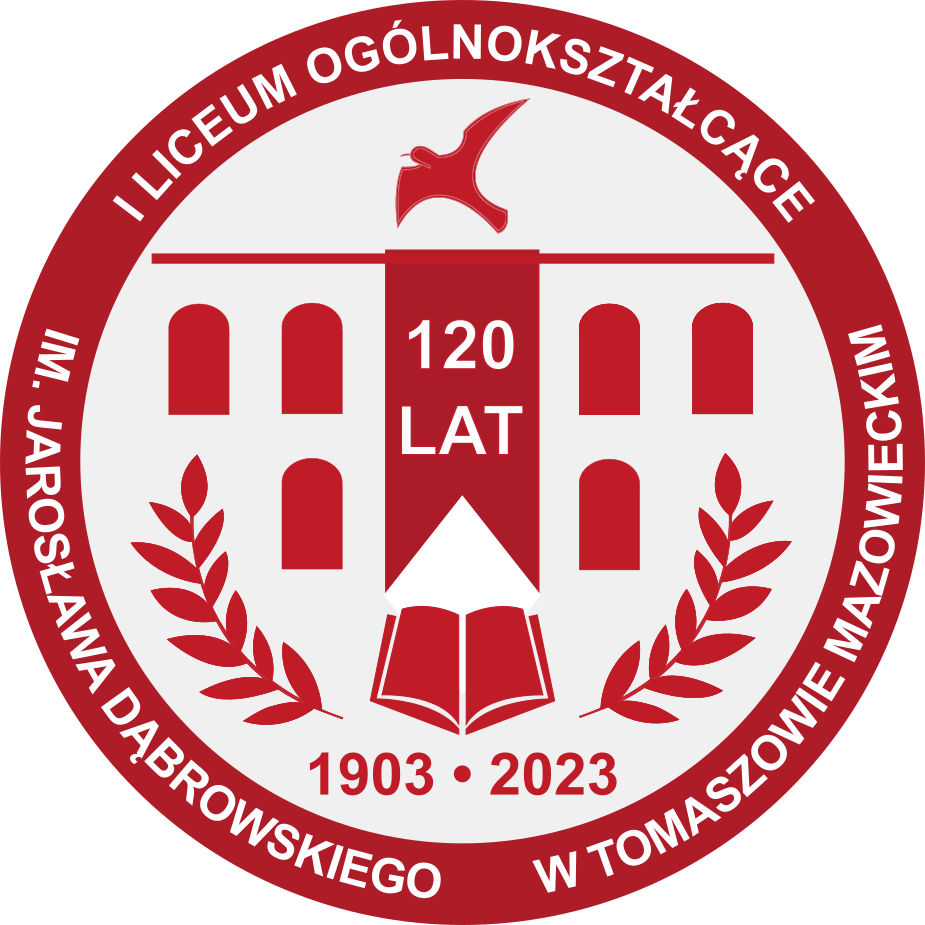 I LICEUM OGÓLNOKSZTAŁCĄCE
IM. JAROSŁAWA DĄBROWSKIEGO
W TOMASZOWIE MAZOWIECKIM
120
LAT
1903 • 2023